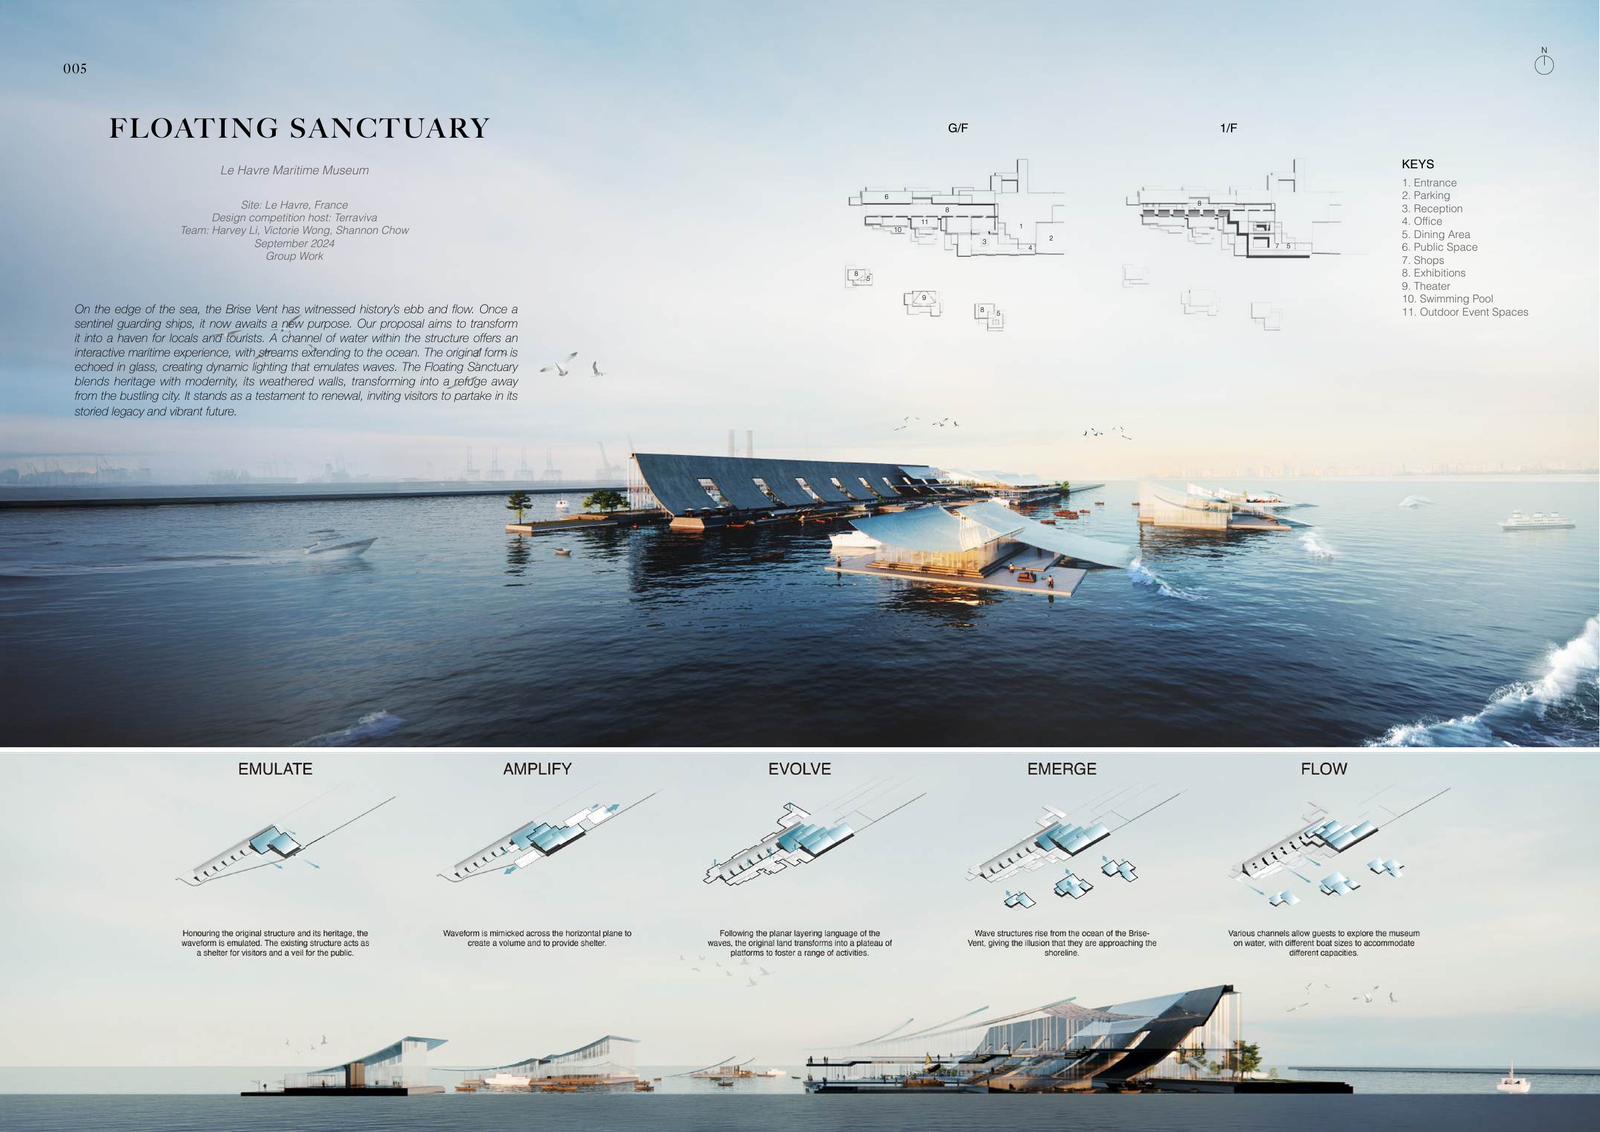 005
N
FLOATING SANCTUARY
Le Havre Maritime Museum
Site: Le Havre, France
Design competition host: Terraviva
Team: Harvey Li, Victorie Wong, Shannon Chow
September 2024
Group Work
On the edge of the sea, the Brise Vent has witnessed history's ebb and flow. Once a
sentinel guarding ships, it now awaits a new purpose. Our proposal aims to transform
it into a haven for locals and tourists. A channel of water within the structure offers an
interactive maritime experience, with streams extending to the ocean. The original form is
echoed in glass, creating dynamic lighting that emulates waves. The Floating Sanctuary
blends heritage with modernity, its weathered walls, transforming into a refuge away
from the bustling city. It stands as a testament to renewal, inviting visitors to partake in its
storied legacy and vibrant future.
G/F
6
8
11
10
1
2
3
4
8
5
9
8
5
1/F
8
7
5
KEYS
1. Entrance
2. Parking
3. Reception
4. Office
5. Dining Area
6. Public Space
7. Shops
8. Exhibitions
9. Theater
10. Swimming Pool
11. Outdoor Event Spaces
EMULATE
Honouring the original structure and its heritage, the
waveform is emulated. The existing structure acts as
a shelter for visitors and a veil for the public.
AMPLIFY
Waveform is mimicked across the horizontal plane to
create a volume and to provide shelter.
EVOLVE
Following the planar layering language of the
waves, the original land transforms into a plateau of
platforms to foster a range of activities.
EMERGE
Wave structures rise from the ocean of the Brise-
Vent, giving the illusion that they are approaching the
shoreline.
FLOW
Various channels allow guests to explore the museum
on water, with different boat sizes to accommodate
different capacities.